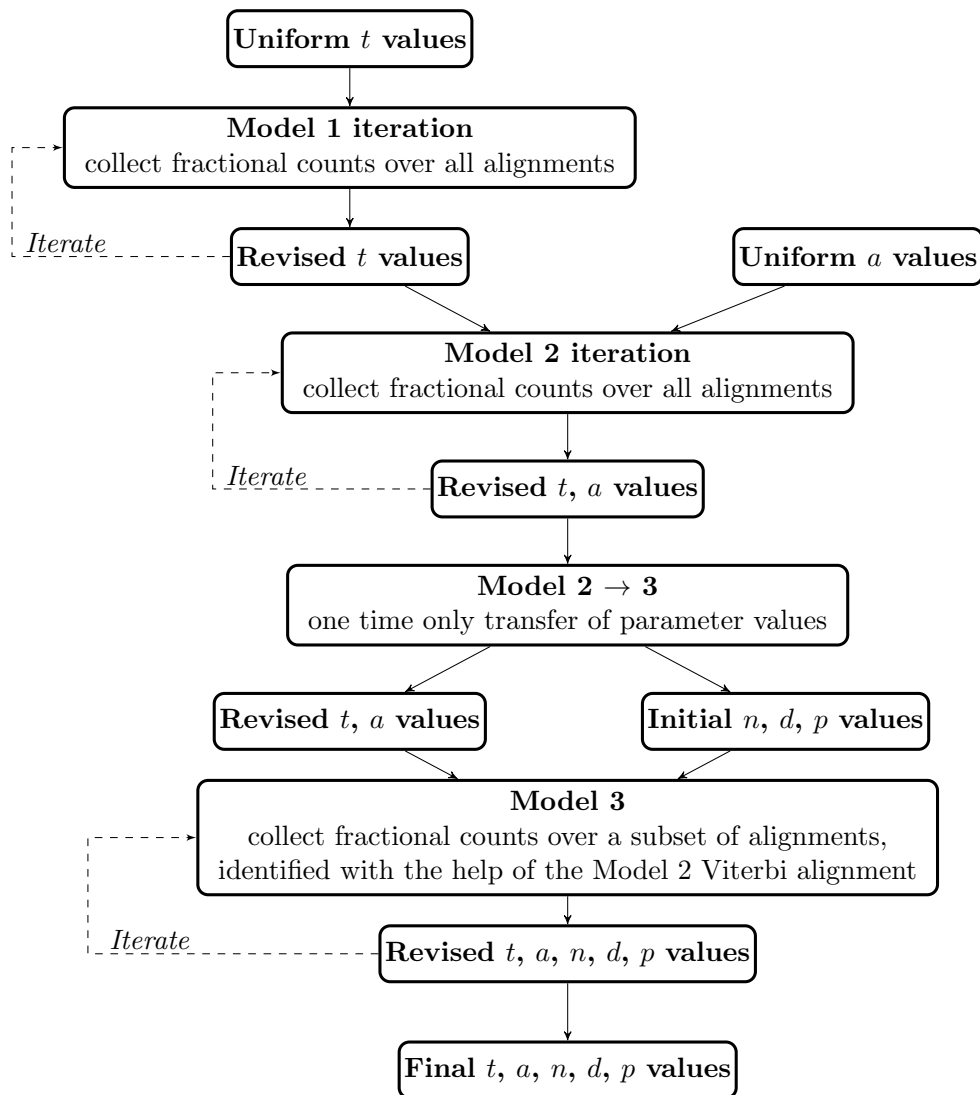 Uniform t values
Model 1 iteration
collect fractional counts over all alignments
Iterate
Revised t values
Uniform a values
Model 2 iteration
collect fractional counts over all alignments
Iterate
Revised t, a values
Model 2 → 3
one time only transfer of parameter values
Revised t, a values
Initial n, d, p values
Model 3
collect fractional counts over a subset of alignments,
identified with the help of the Model 2 Viterbi alignment
Iterate
Revised t, a, n, d, p values
Final t, a, n, d, p values